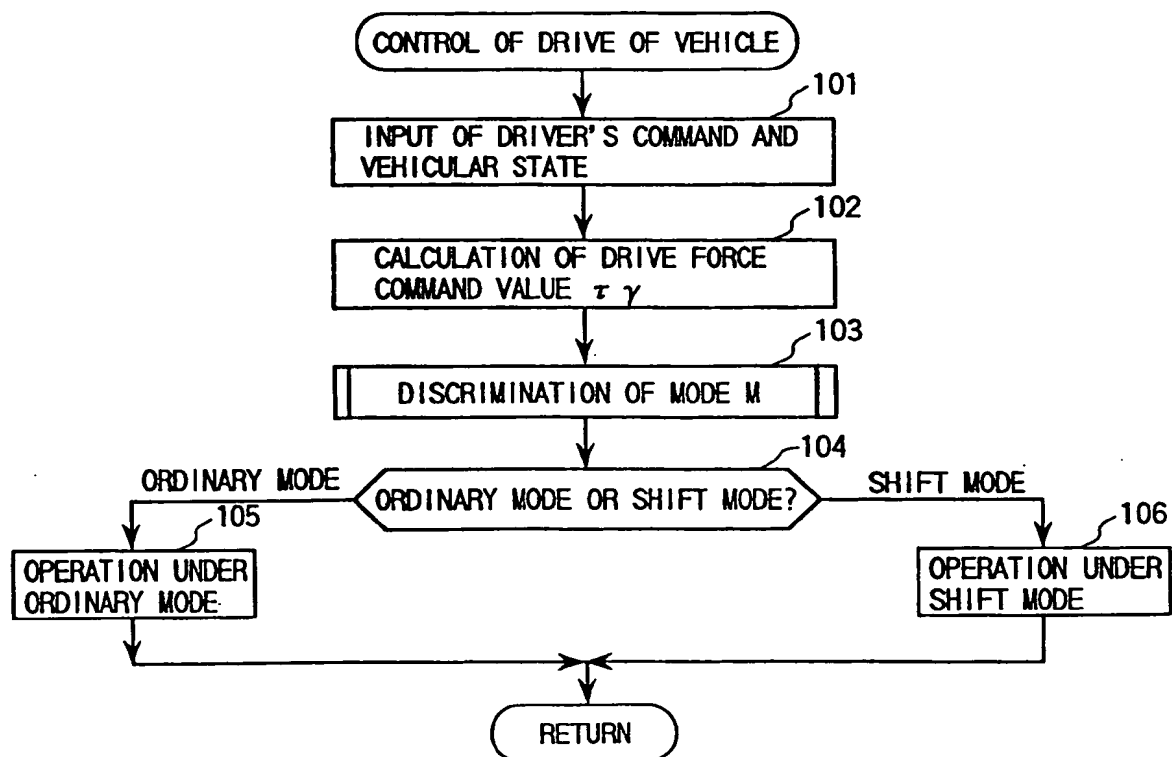 CONTROL OF DRIVE OF VEHICLE
101
INPUT OF DRIVER'S COMMAND AND
VEHICULAR STATE
102
CALCULATION OF DRIVE FORCE
COMMAND VALUE τ γ
103
DISCRIMINATION OF MODE M
104
ORDINARY MODE
ORDINARY MODE OR SHIFT MODE?
SHIFT MODE
105
OPERATION UNDER
ORDINARY MODE
106
OPERATION UNDER
SHIFT MODE
RETURN